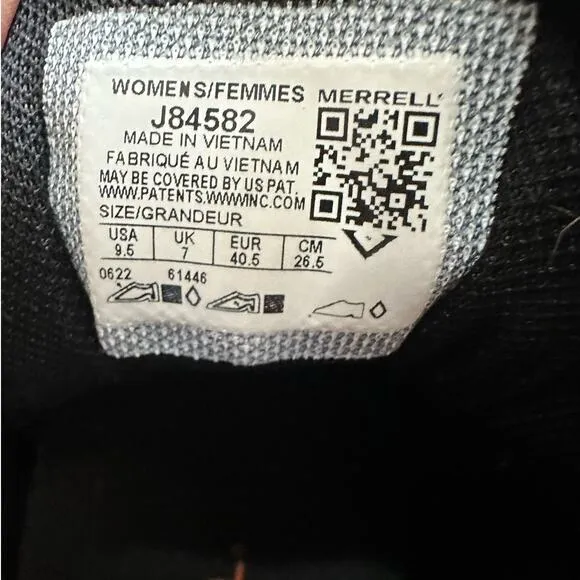 WOMENS/FEMMES MERRELL
J84582
MADE IN VIETNAM
FABRIQUÉ AU VIETNAM
MAY BE COVERED BY US PAT.
WWW.PATENTS.WWWINC.COM
SIZE/GRANDEUR
USA UK EUR CM
9.5 7 40.5 26.5
0622 61446